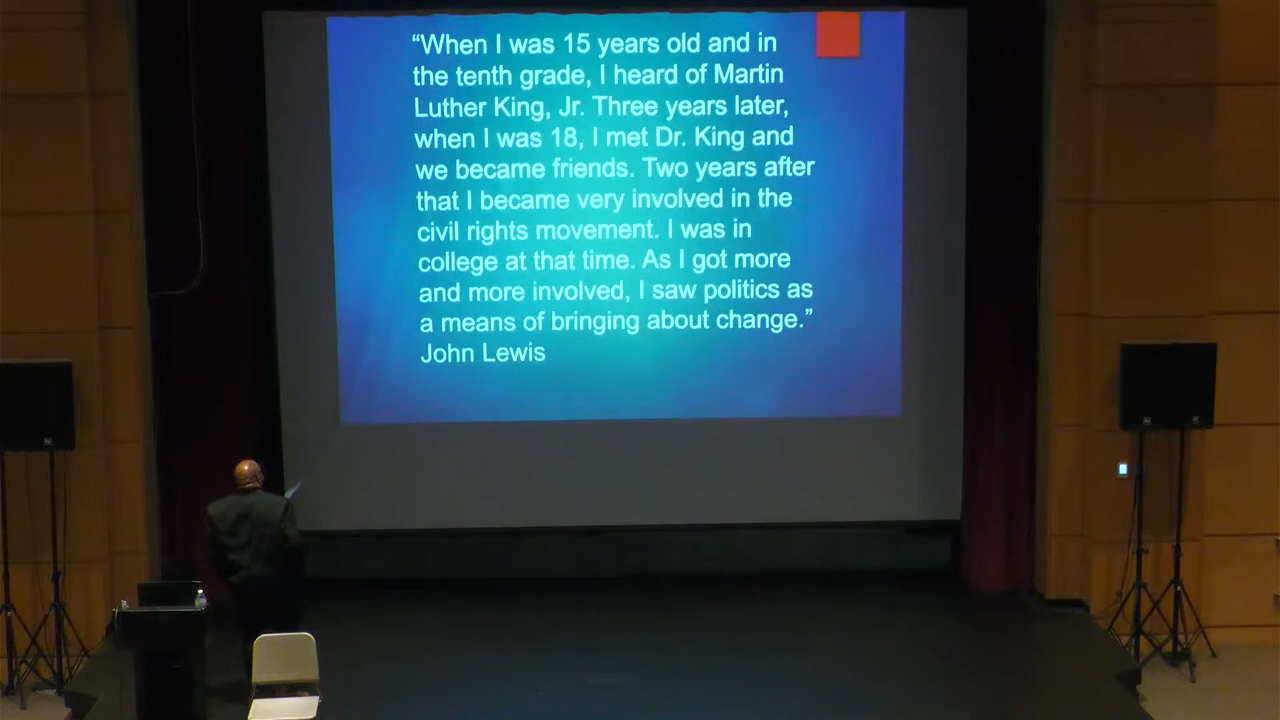 “When I was 15 years old and in
the tenth grade, I heard of Martin
Luther King, Jr. Three years later,
when I was 18, I met Dr. King and
we became friends. Two years after
that I became very involved in the
civil rights movement. I was in
college at that time. As I got more
and more involved, I saw politics as
a means of bringing about change.”
John Lewis